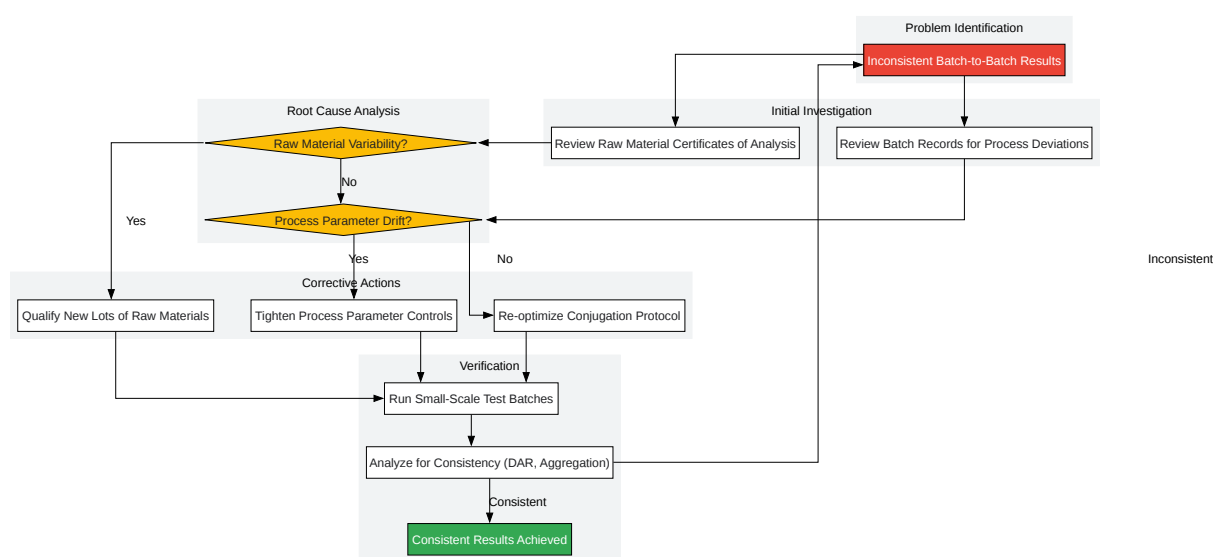 Problem Identification
Inconsistent Batch-to-Batch Results
Root Cause Analysis
Initial Investigation
Raw Material Variability?
Review Raw Material Certificates of Analysis
Review Batch Records for Process Deviations
No
Yes
Process Parameter Drift?
Yes
No
Inconsistent
Corrective Actions
Qualify New Lots of Raw Materials
Tighten Process Parameter Controls
Re-optimize Conjugation Protocol
Verification
Run Small-Scale Test Batches
Analyze for Consistency (DAR, Aggregation)
Consistent
Consistent Results Achieved